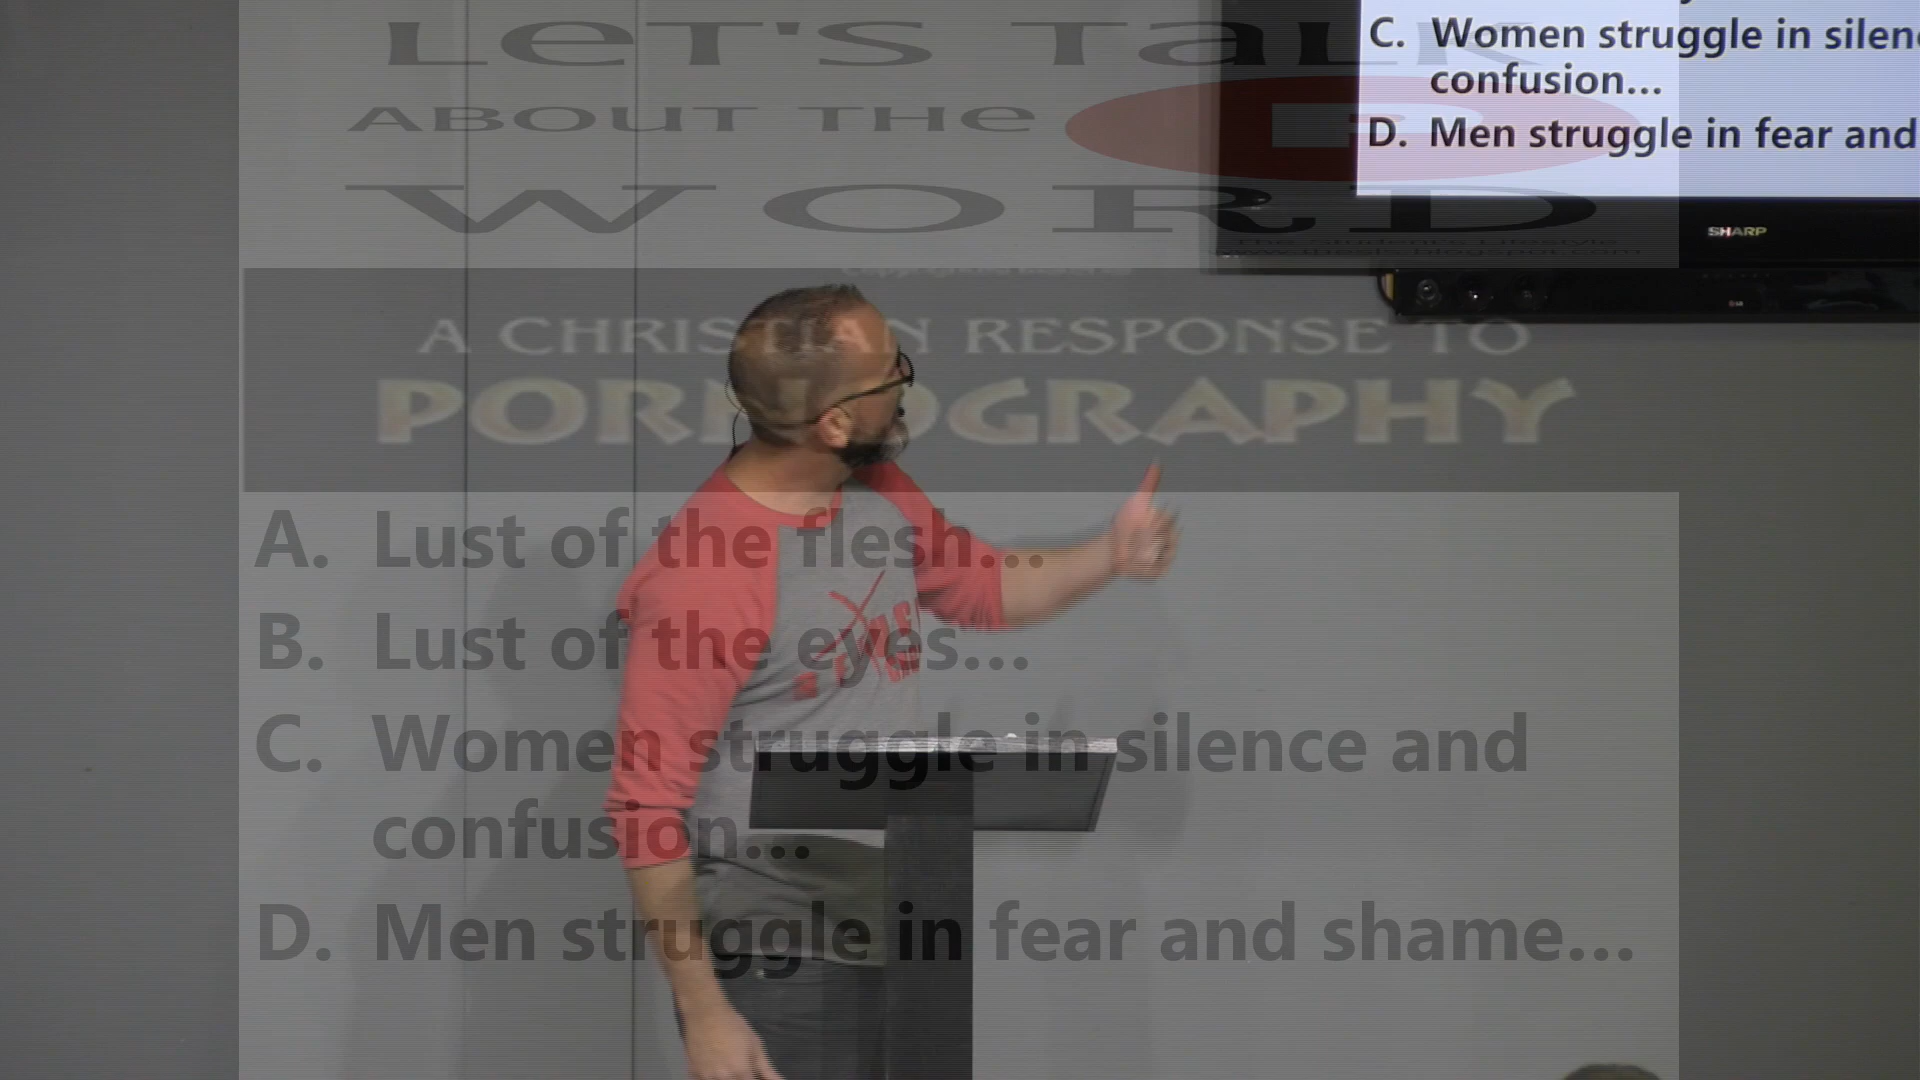 LET'S TALK
ABOUT THE P
WORD
A CHRISTIAN RESPONSE TO
PORNOGRAPHY
A. Lust of the flesh...
B. Lust of the eyes...
C. Women struggle in silence and
confusion...
D. Men struggle in fear and shame...
C. Women struggle in silenc
confusion...
D. Men struggle in fear and
SHARP